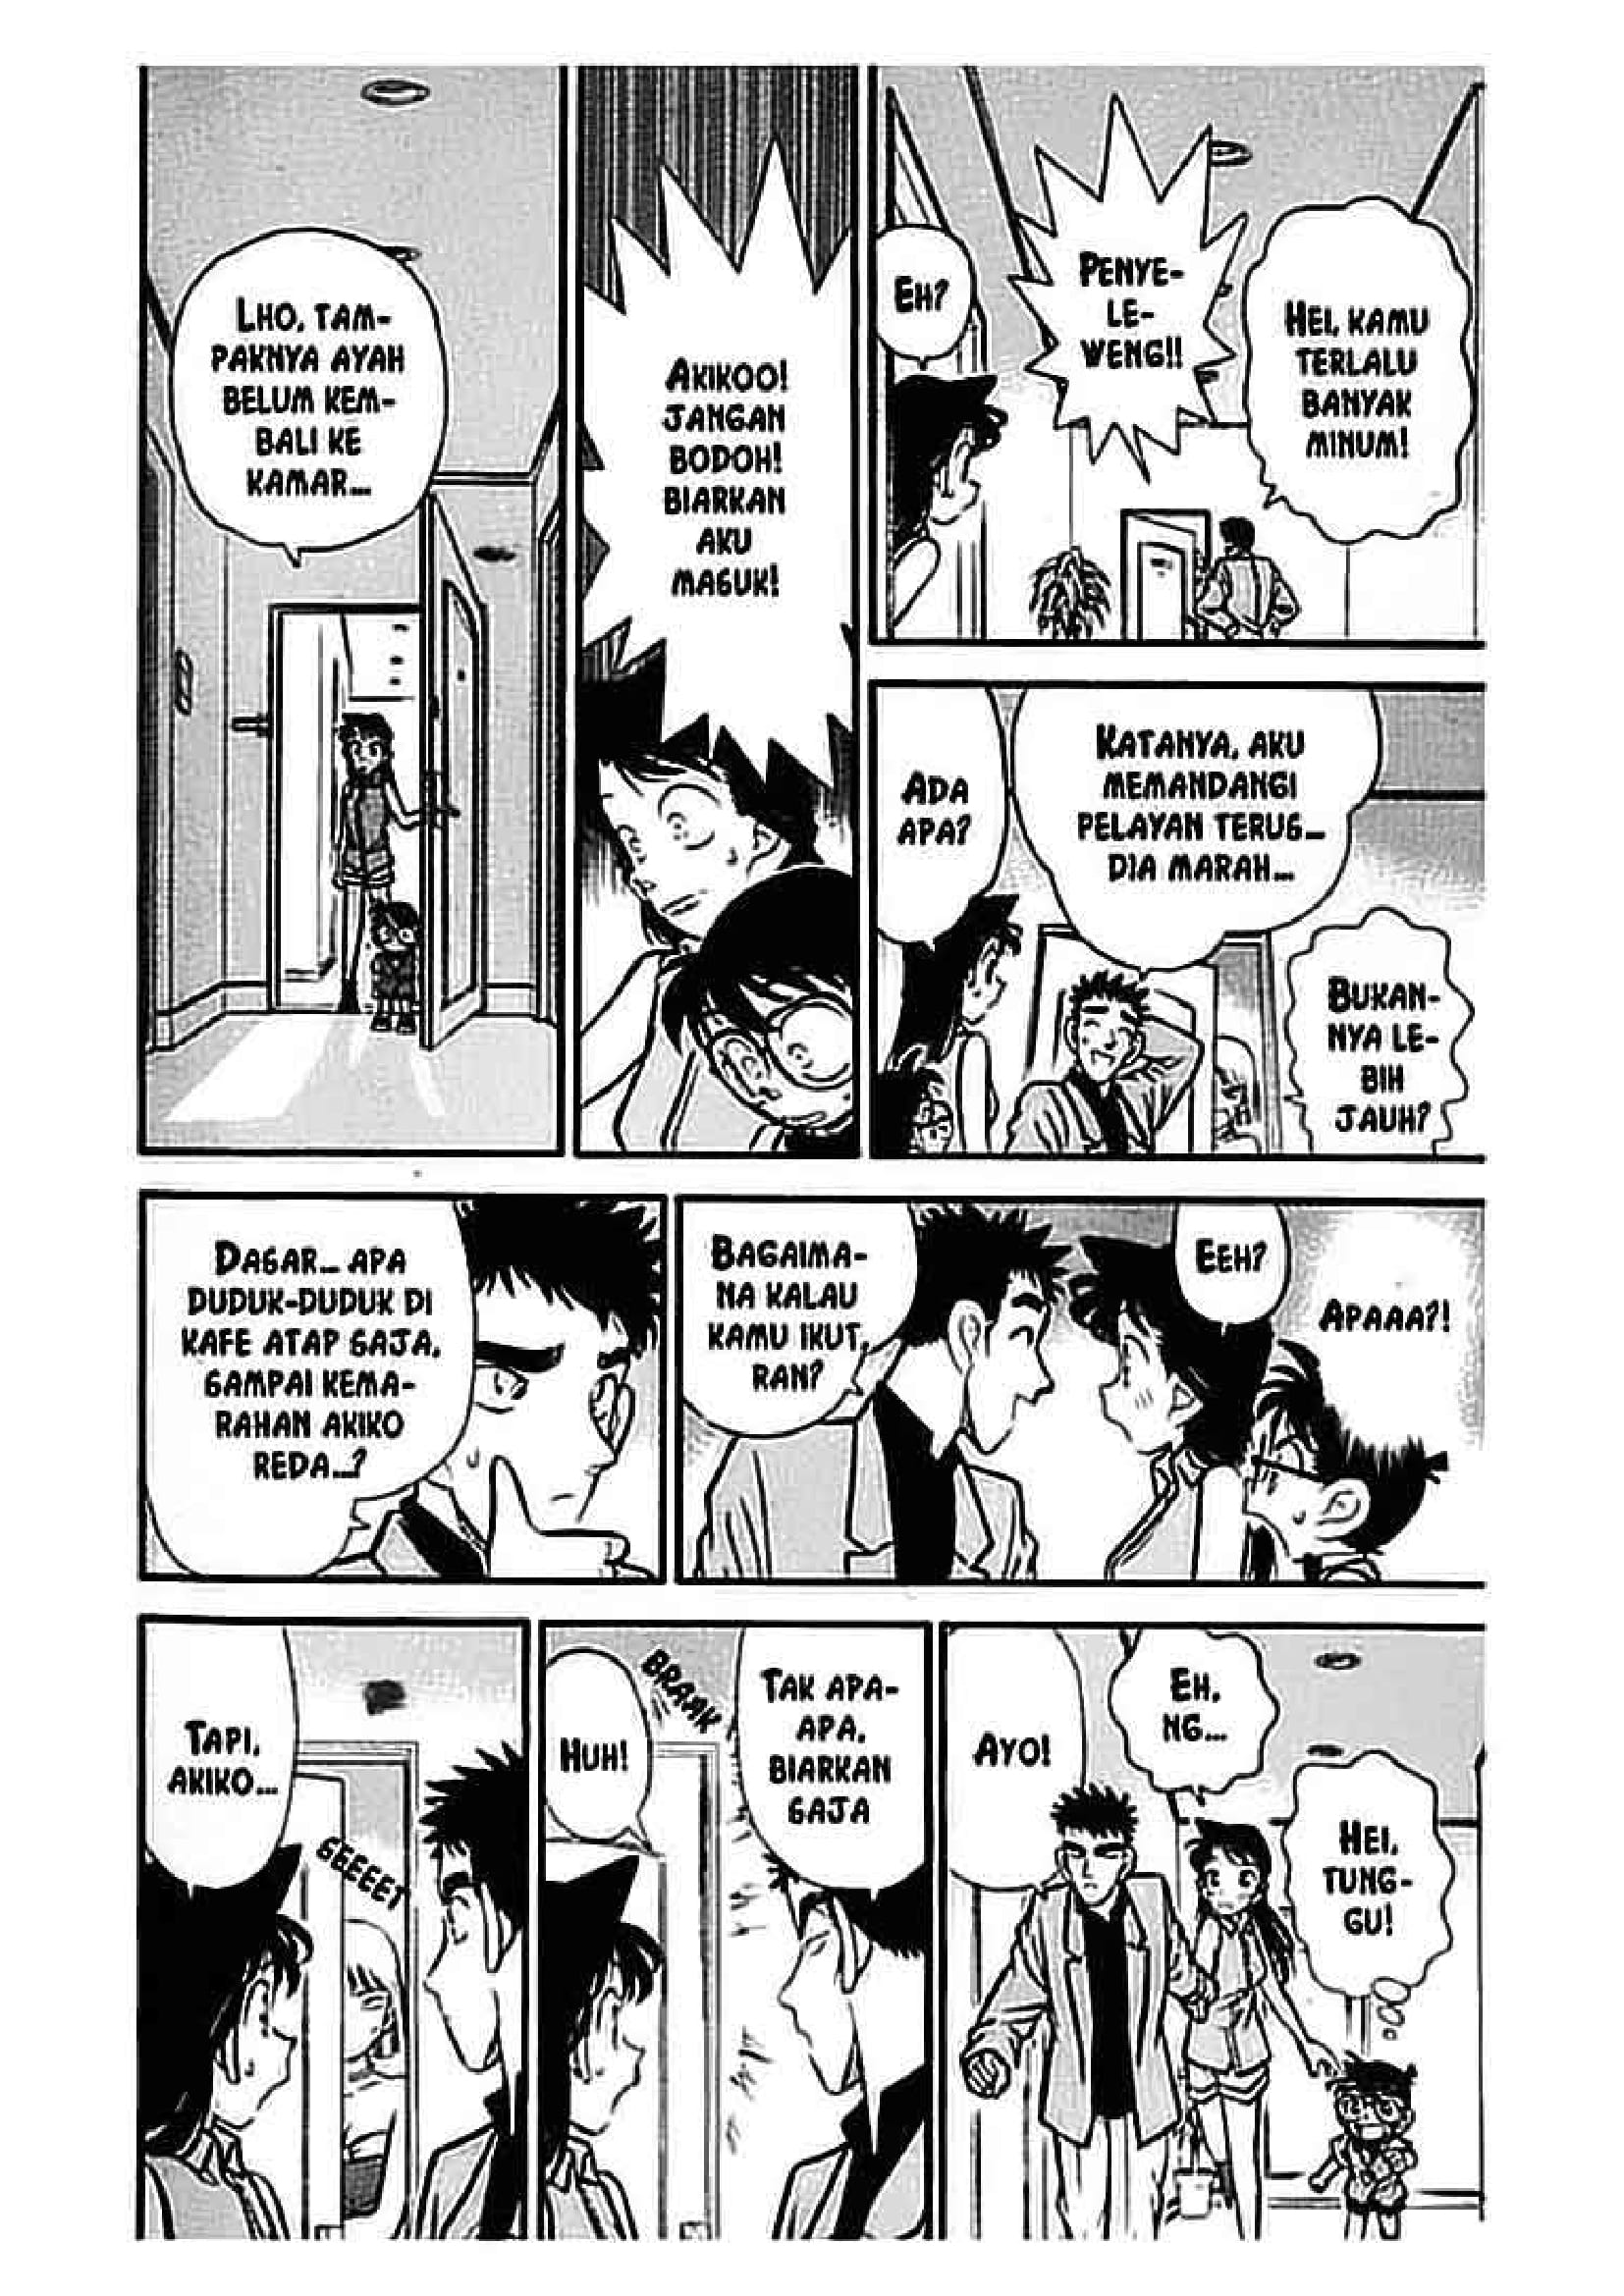 LHO, TAM-
PAKNYA AYAH
BELUM KEM-
BALI KE
KAMAR...
AKIKOO!
JANGAN
BODOH!
BIARKAN
AKU
MASUK!
EH?
PENYE-
LE-
WENG!!
HEI, KAMU
TERLALU
BANYAK
MINUM!
ADA
APA?
KATANYA, AKU
MEMANDANGI
PELAYAN TERUS...
DIA MARAH...
BUKAN-
NYA LE-
BIH
JAUH?
DASAR... APA
DUDUK-DUDUK DI
KAFE ATAP SAJA,
SAMPAI KEMA-
RAHAN AKIKO
REDA...?
BAGAIMA-
NA KALAU
KAMU IKUT,
RAN?
EEH?
APAAA?!
TAPI,
AKIKO...
SEEEET
HUH!
BRAAK
TAK APA-
APA,
BIARKAN
SAJA
AYO!
EH,
NG...
HEI,
TUNG-
GU!